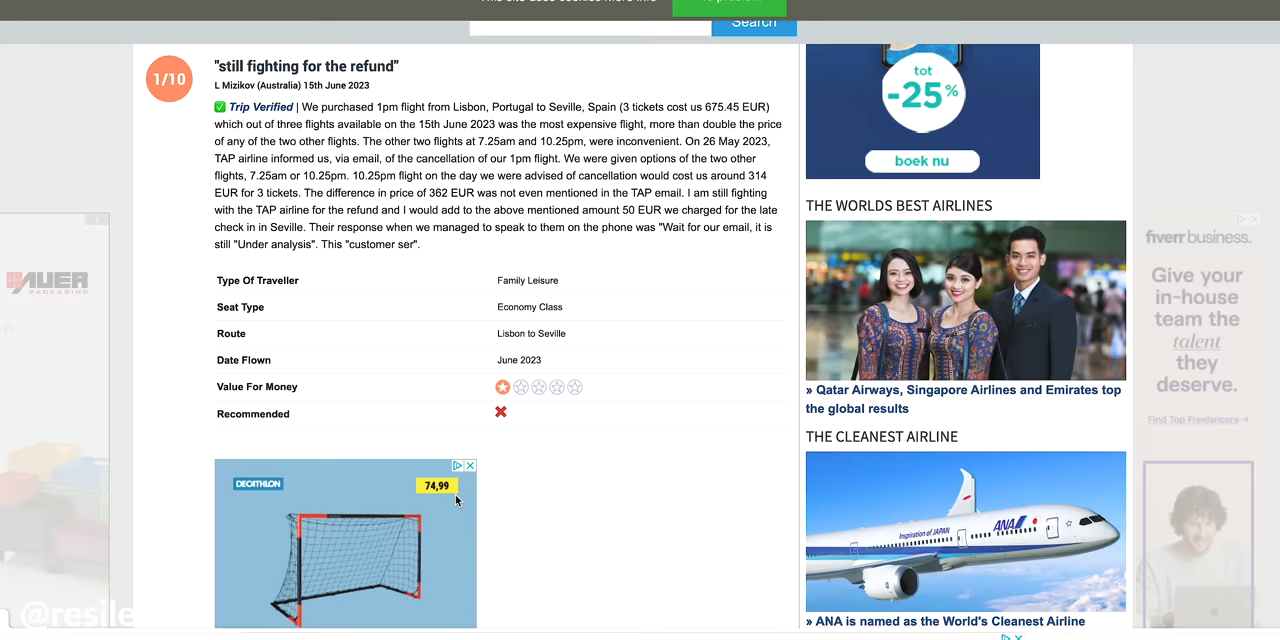 This site uses cookies More info
No problem
Search
1/10
"still fighting for the refund"
L Mizikov (Australia) 15th June 2023
✅ Trip Verified | We purchased 1pm flight from Lisbon, Portugal to Seville, Spain (3 tickets cost us 675.45 EUR)
which out of three flights available on the 15th June 2023 was the most expensive flight, more than double the price
of any of the two other flights. The other two flights at 7.25am and 10.25pm, were inconvenient. On 26 May 2023,
TAP airline informed us, via email, of the cancellation of our 1pm flight. We were given options of the two other
flights, 7.25am or 10.25pm. 10.25pm flight on the day we were advised of cancellation would cost us around 314
EUR for 3 tickets. The difference in price of 362 EUR was not even mentioned in the TAP email. I am still fighting
with the TAP airline for the refund and I would add to the above mentioned amount 50 EUR we charged for the late
check in in Seville. Their response when we managed to speak to them on the phone was "Wait for our email, it is
still "Under analysis". This "customer ser".
Type Of Traveller Family Leisure
Seat Type Economy Class
Route Lisbon to Seville
Date Flown June 2023
Value For Money
Recommended
DECATHLON
74,99
tot
-25%
boek nu
THE WORLDS BEST AIRLINES
» Qatar Airways, Singapore Airlines and Emirates top
the global results
THE CLEANEST AIRLINE
Inspiration of JAPAN
ANA
» ANA is named as the World's Cleanest Airline
AUER
PACKAGING
fiverr business.
Give your
in-house
team the
talent
they
deserve.
Find Top Freelancers →
@resile